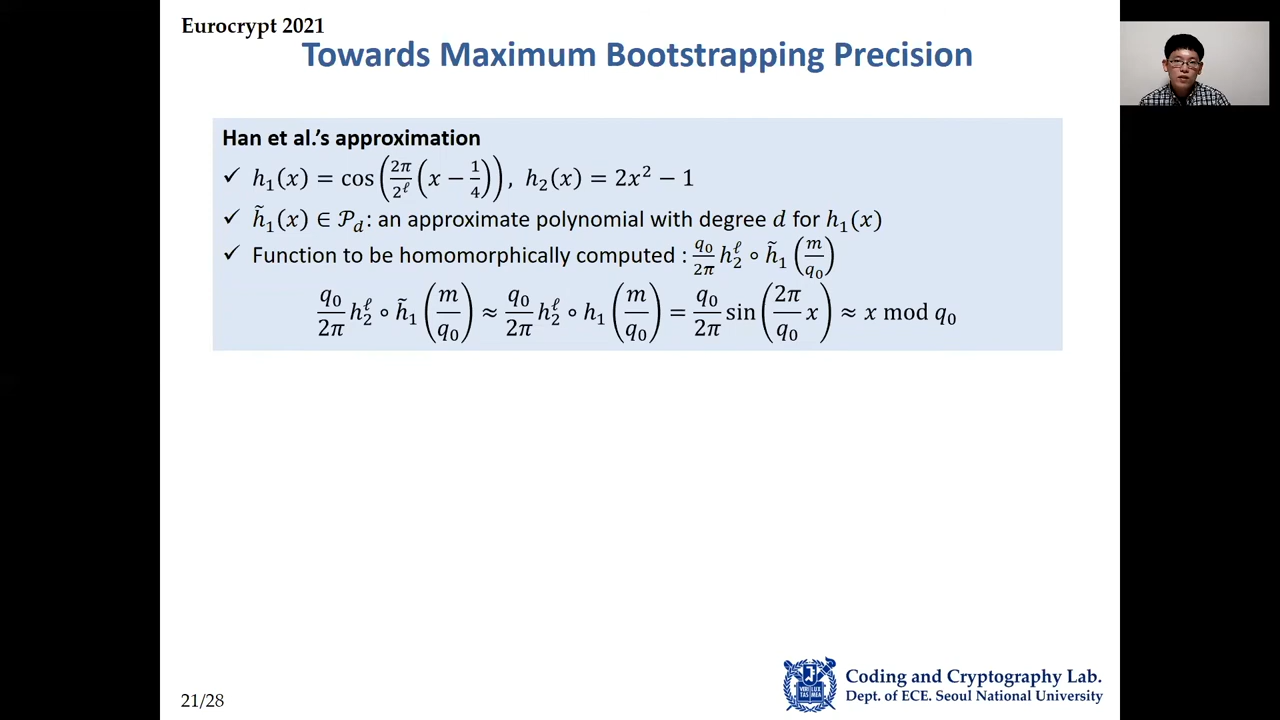 Eurocrypt 2021
Towards Maximum Bootstrapping Precision
Han et al.'s approximation
✓ h₁(x) = cos(2π/2^ℓ (x − 1/4)), h₂(x) = 2x² − 1
✓ h̃₁(x) ∈ 𝒫_d: an approximate polynomial with degree d for h₁(x)
✓ Function to be homomorphically computed : q₀/2π h₂^ℓ ∘ h̃₁(m/q₀)
q₀/2π h₂^ℓ ∘ h̃₁(m/q₀) ≈ q₀/2π h₂^ℓ ∘ h₁(m/q₀) = q₀/2π sin(2π/q₀ x) ≈ x mod q₀
21/28
Coding and Cryptography Lab.
Dept. of ECE. Seoul National University